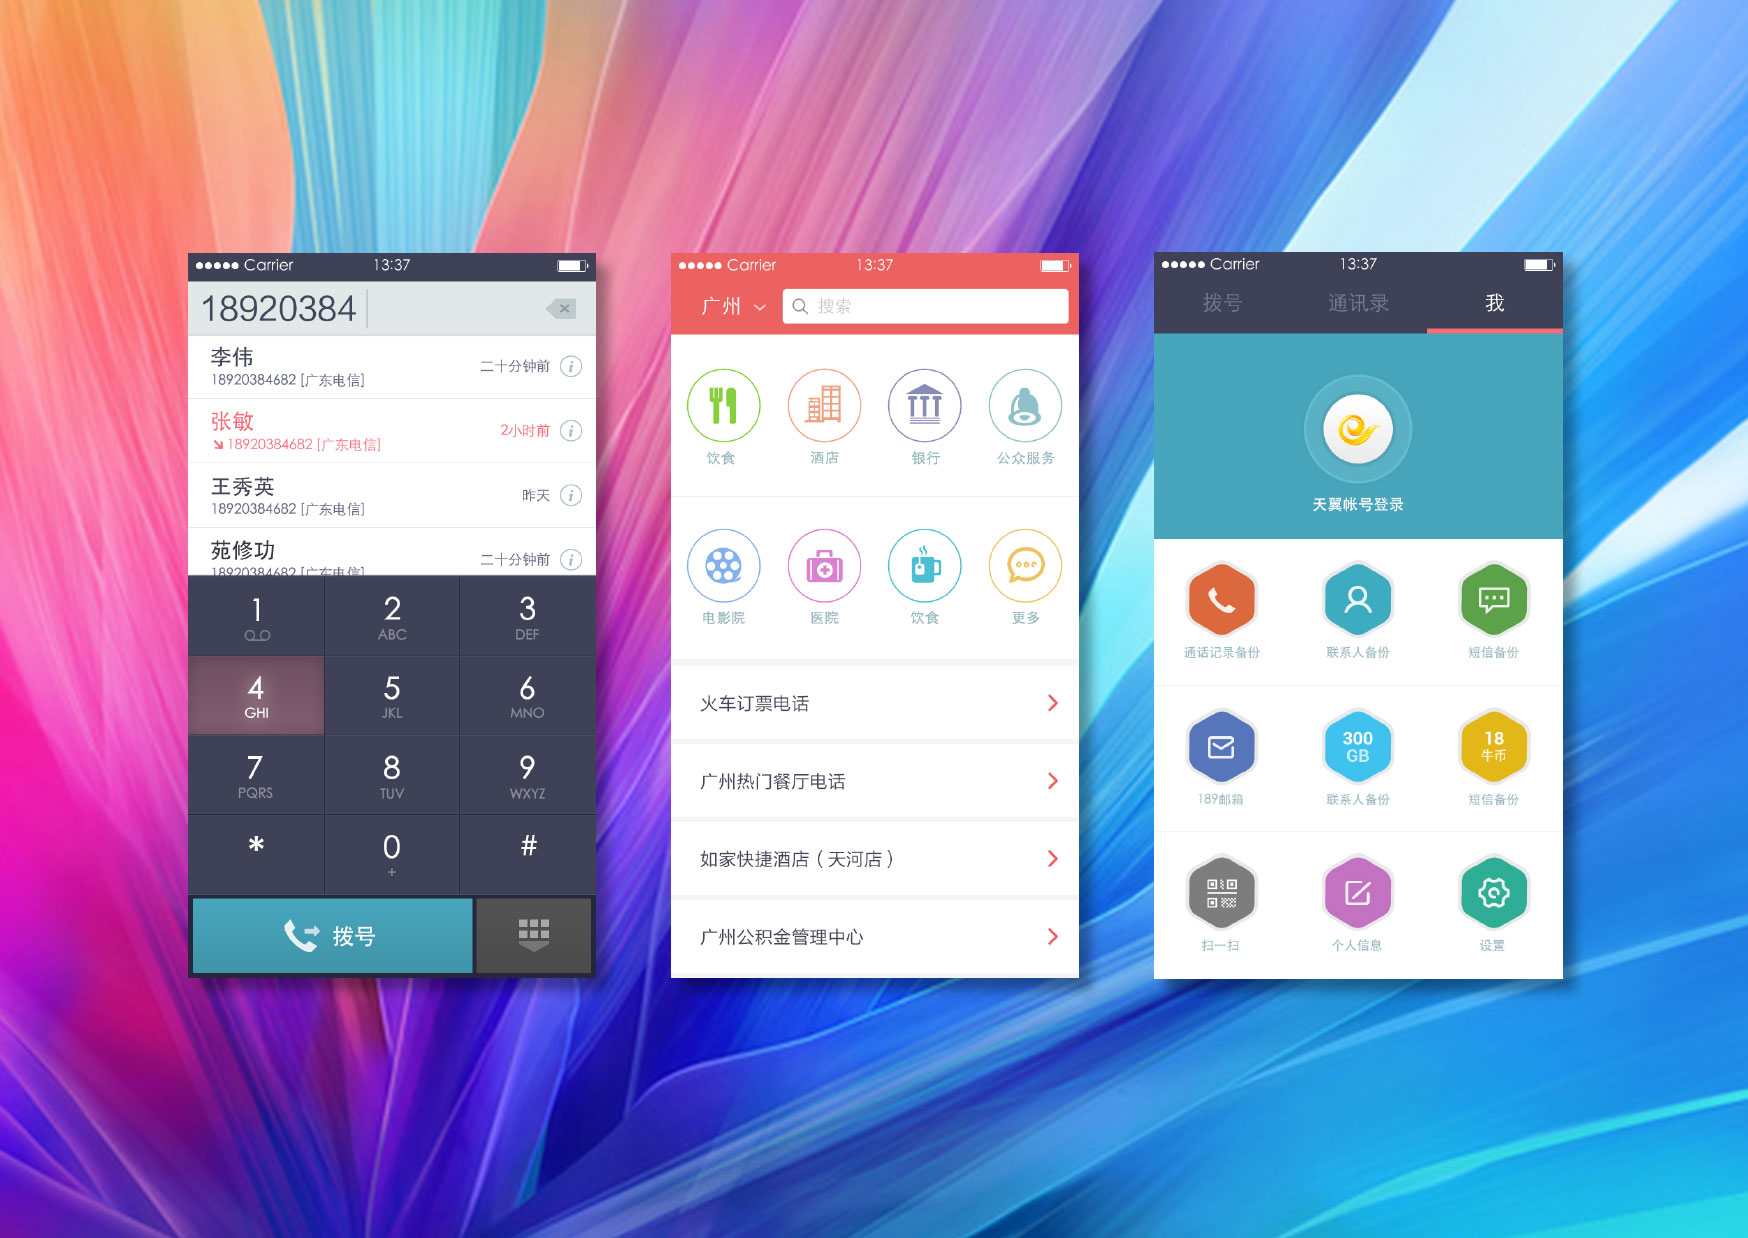 Carrier 13:37
18920384
李伟
18920384682 [广东电信]
二十分钟前
张敏
18920384682 [广东电信]
2小时前
王秀英
18920384682 [广东电信]
昨天
苑修功
18920384682 [广东电信]
二十分钟前
1
2 ABC
3 DEF
4 GHI
5 JKL
6 MNO
7 PQRS
8 TUV
9 WXYZ
*
0 +
#
拨号
Carrier 13:37
广州 搜索
饮食 酒店 银行 公众服务
电影院 医院 饮食 更多
火车订票电话
广州热门餐厅电话
如家快捷酒店（天河店）
广州公积金管理中心
Carrier 13:37
拨号 通讯录 我
天翼帐号登录
通话记录备份 联系人备份 短信备份
300
GB
18
牛币
189邮箱 联系人备份 短信备份
扫一扫 个人信息 设置